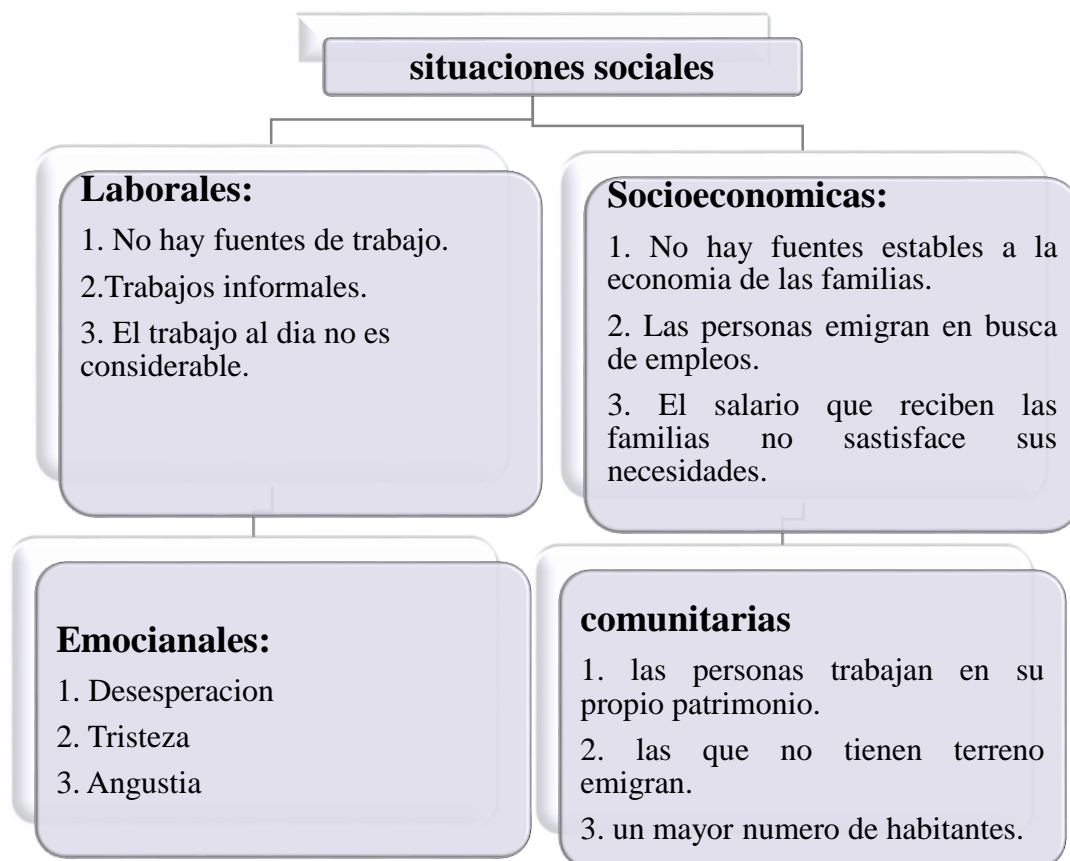 situaciones sociales
Laborales:
1. No hay fuentes de trabajo.
2.Trabajos informales.
3. El trabajo al dia no es
considerable.
Socioeconomicas:
1. No hay fuentes estables a la
economia de las familias.
2. Las personas emigran en busca
de empleos.
3. El salario que reciben las
familias no sastisface sus
necesidades.
Emocianales:
1. Desesperacion
2. Tristeza
3. Angustia
comunitarias
1. las personas trabajan en su
propio patrimonio.
2. las que no tienen terreno
emigran.
3. un mayor numero de habitantes.